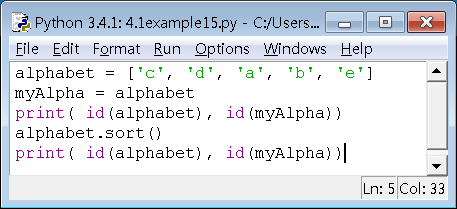 Python 3.4.1: 4.1example15.py - C:/Users...
File Edit Format Run Options Windows Help
alphabet = ['c', 'd', 'a', 'b', 'e']
myAlpha = alphabet
print( id(alphabet), id(myAlpha))
alphabet.sort()
print( id(alphabet), id(myAlpha))
Ln: 5 Col: 33